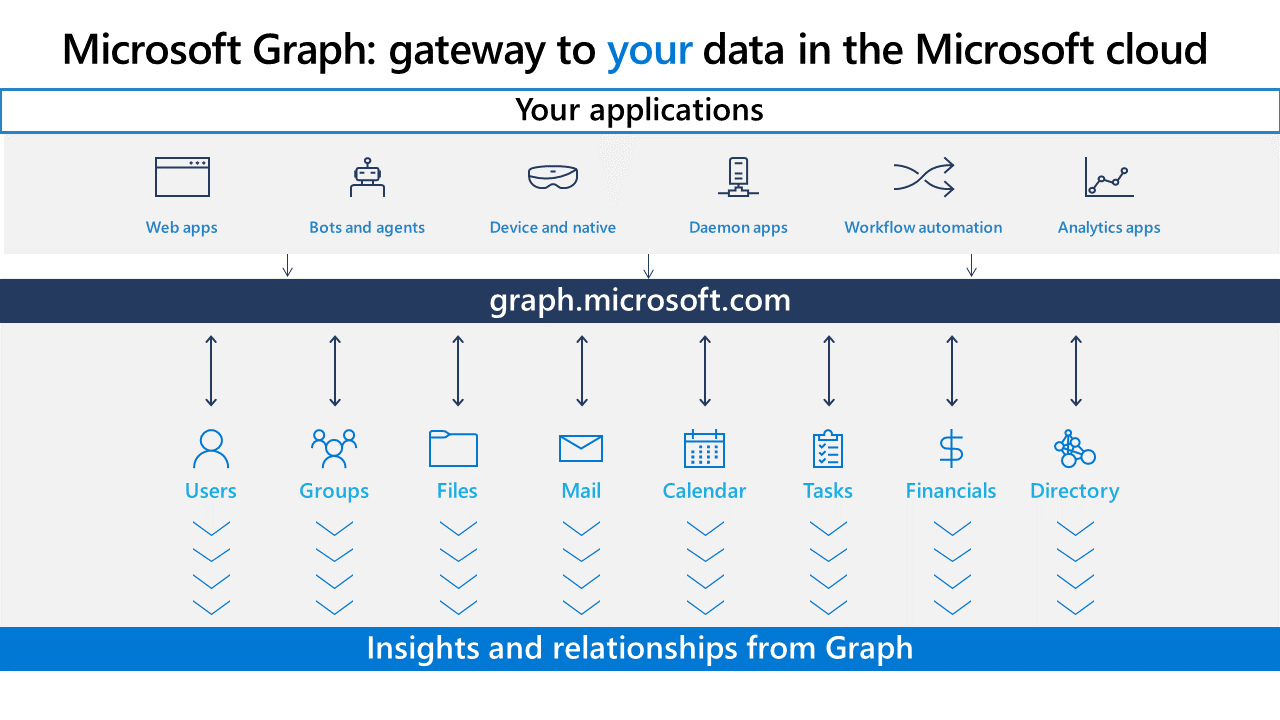 Microsoft Graph: gateway to your data in the Microsoft cloud
Your applications
Web apps
Bots and agents
Device and native
Daemon apps
Workflow automation
Analytics apps
graph.microsoft.com
Users
Groups
Files
Mail
Calendar
Tasks
Financials
Directory
Insights and relationships from Graph